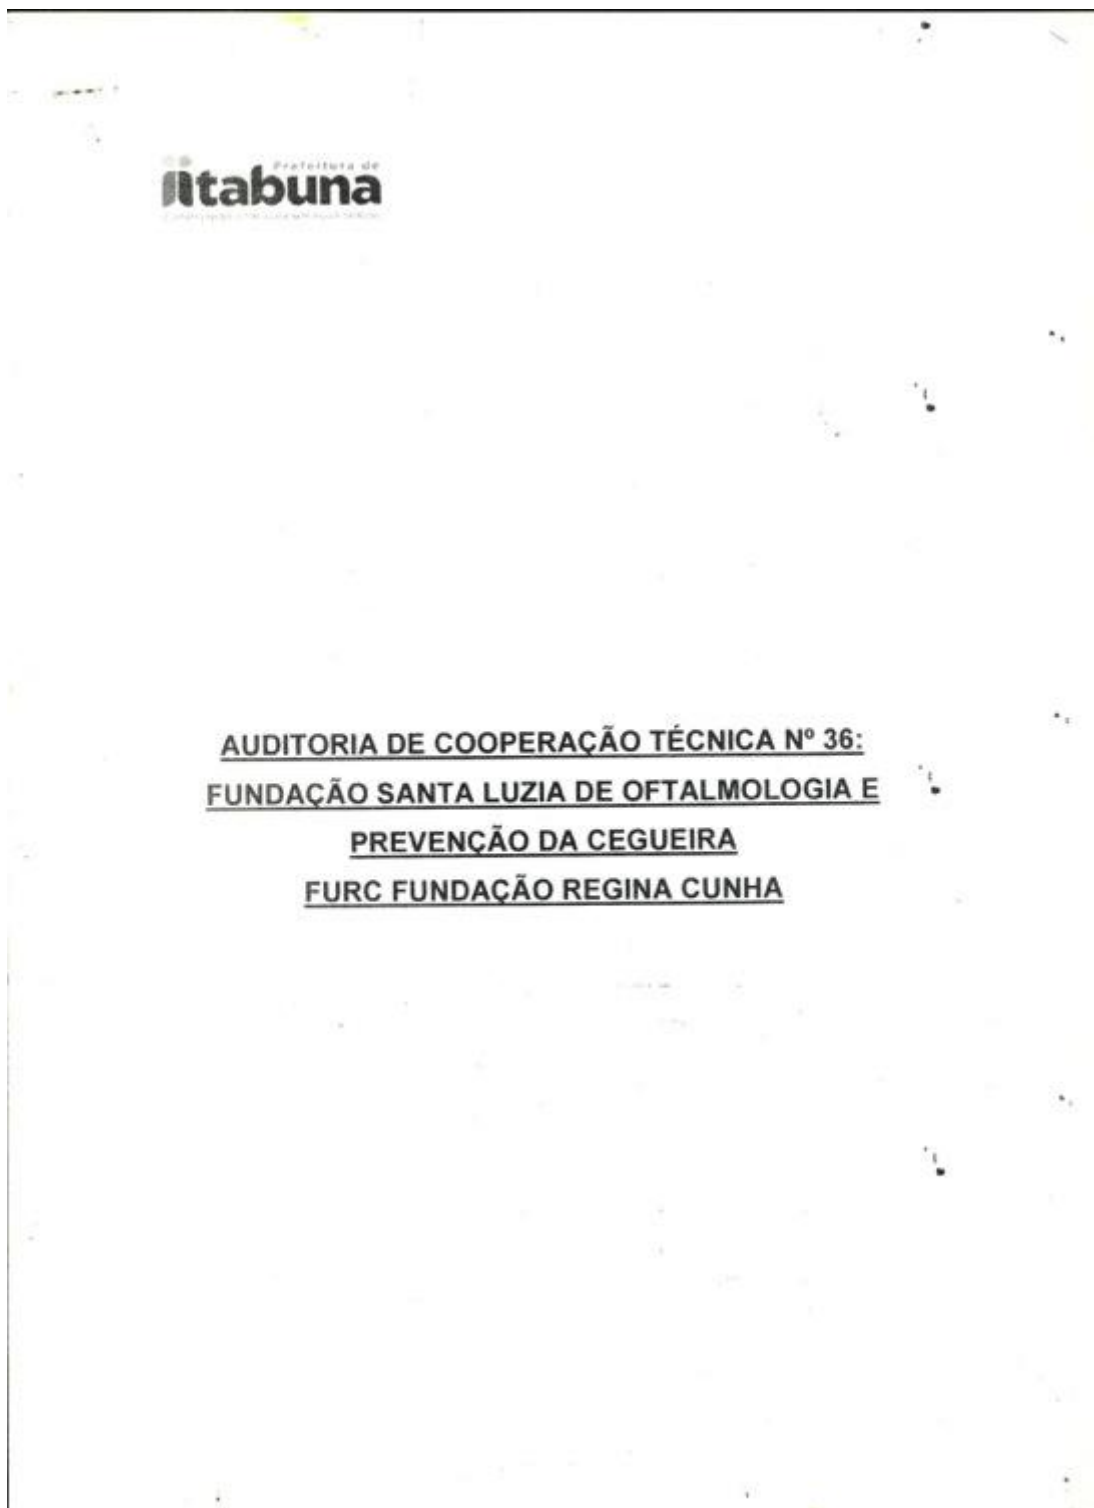 Prefeitura de
itabuna
AUDITORIA DE COOPERAÇÃO TÉCNICA Nº 36:
FUNDAÇÃO SANTA LUZIA DE OFTALMOLOGIA E
PREVENÇÃO DA CEGUEIRA
FURC FUNDAÇÃO REGINA CUNHA